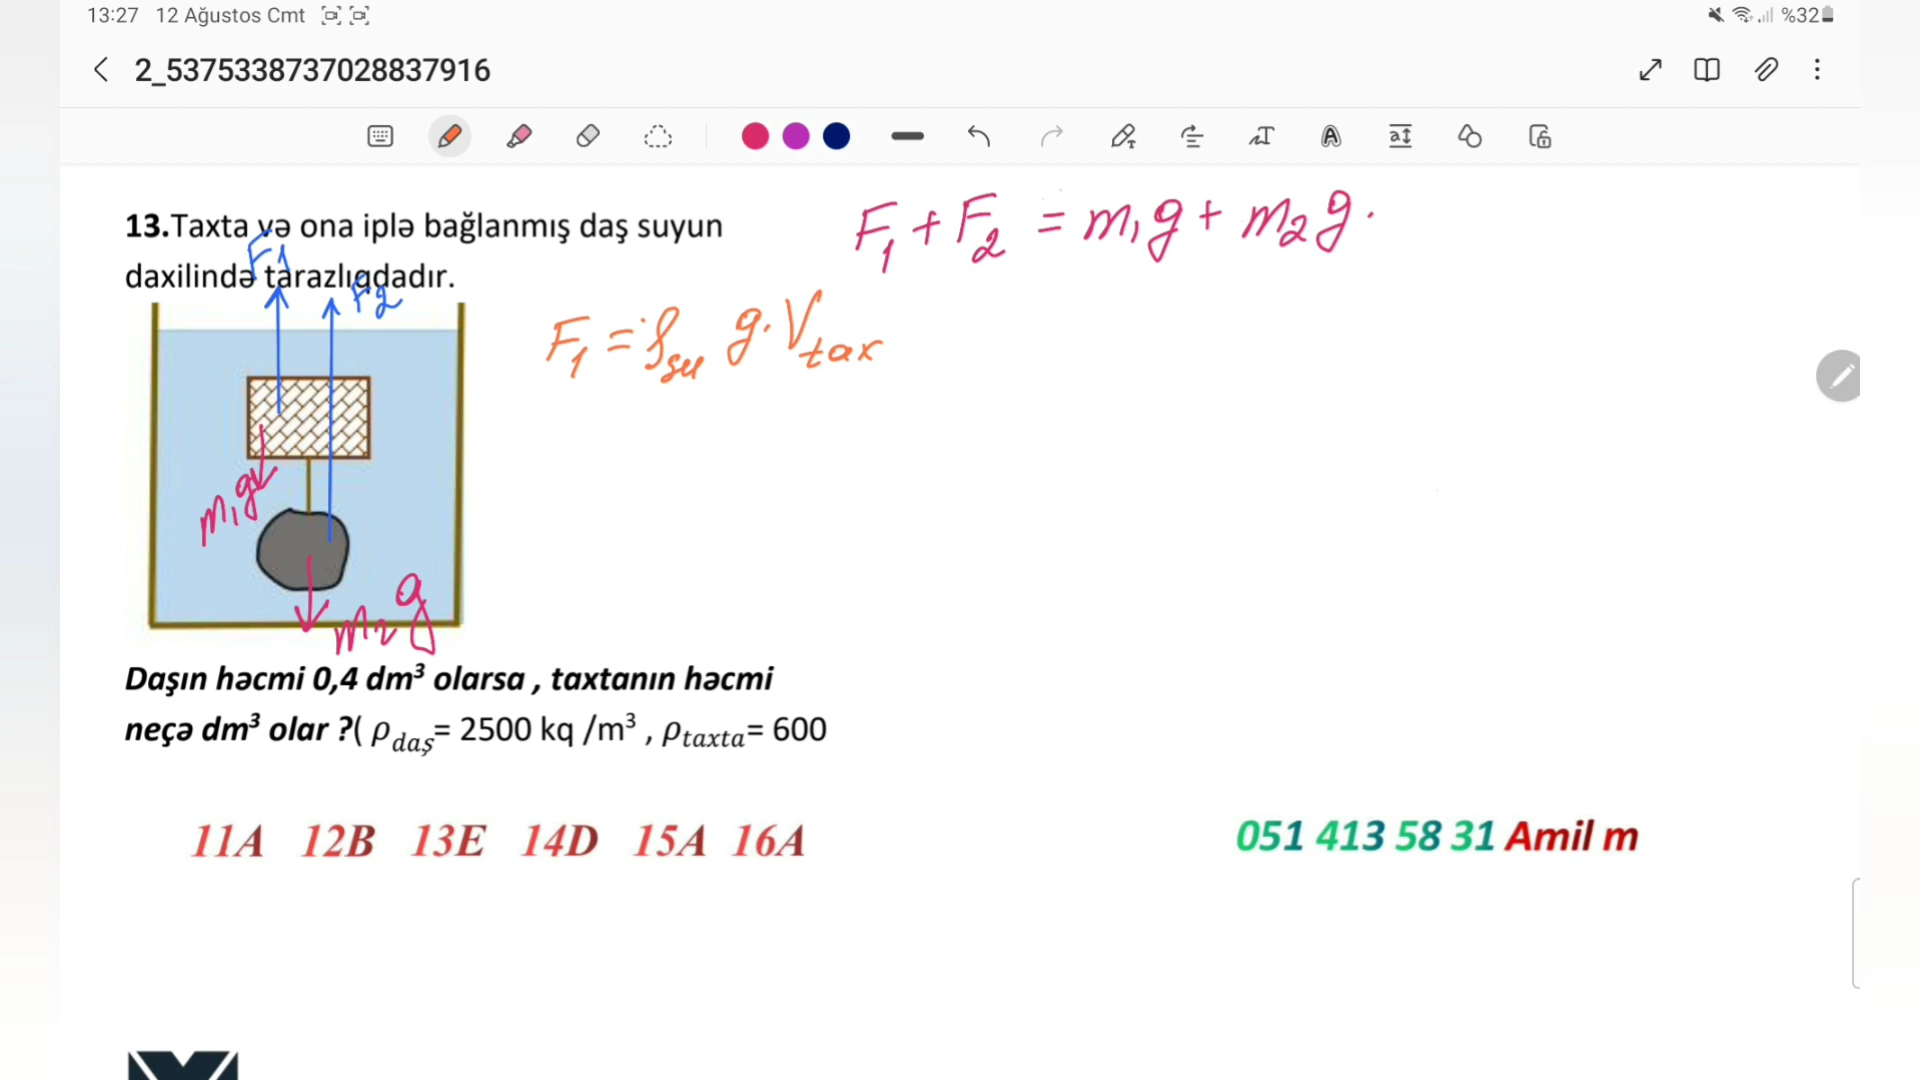 13:27 12 Ağustos Cmt
%32
2_5375338737028837916
13.Taxta və ona iplə bağlanmış daş suyun
daxilində tarazlıqdadır.
F₁ + F₂ = m₁g + m₂g.
F1
F2
F₁ = ρsu g. Vtax
m₁g
m₂g
Daşın həcmi 0,4 dm³ olarsa , taxtanın həcmi
neçə dm³ olar ?( ρdaş= 2500 kq /m³ , ρtaxta= 600
11A 12B 13E 14D 15A 16A
051 413 58 31 Amil m